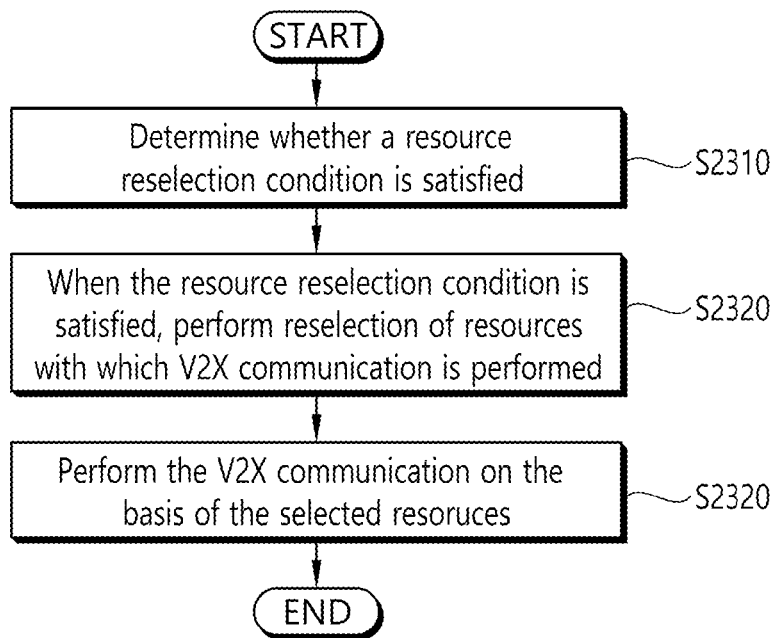 START
Determine whether a resource
reselection condition is satisfied
S2310
When the resource reselection condition is
satisfied, perform reselection of resources
with which V2X communication is performed
S2320
Perform the V2X communication on the
basis of the selected resoruces
S2320
END